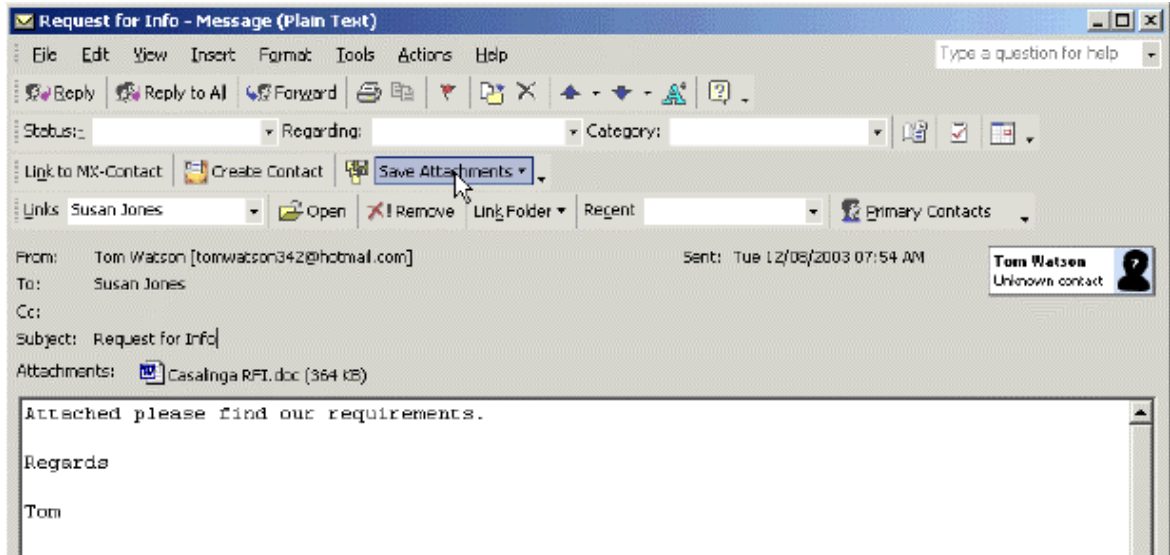 Request for Info - Message (Plain Text)
File Edit View Insert Format Tools Actions Help Type a question for help
Reply Reply to All Forward
Status: Regarding: Category:
Link to MX-Contact Create Contact Save Attachments
Links Susan Jones Open Remove Link Folder Recent Primary Contacts
From: Tom Watson [tomwatson342@hotmail.com] Sent: Tue 12/08/2003 07:54 AM
Tom Watson
Unknown contact
To: Susan Jones
Cc:
Subject: Request for Info
Attachments: Casalinga RFI.doc (364 KB)
Attached please find our requirements.
Regards
Tom